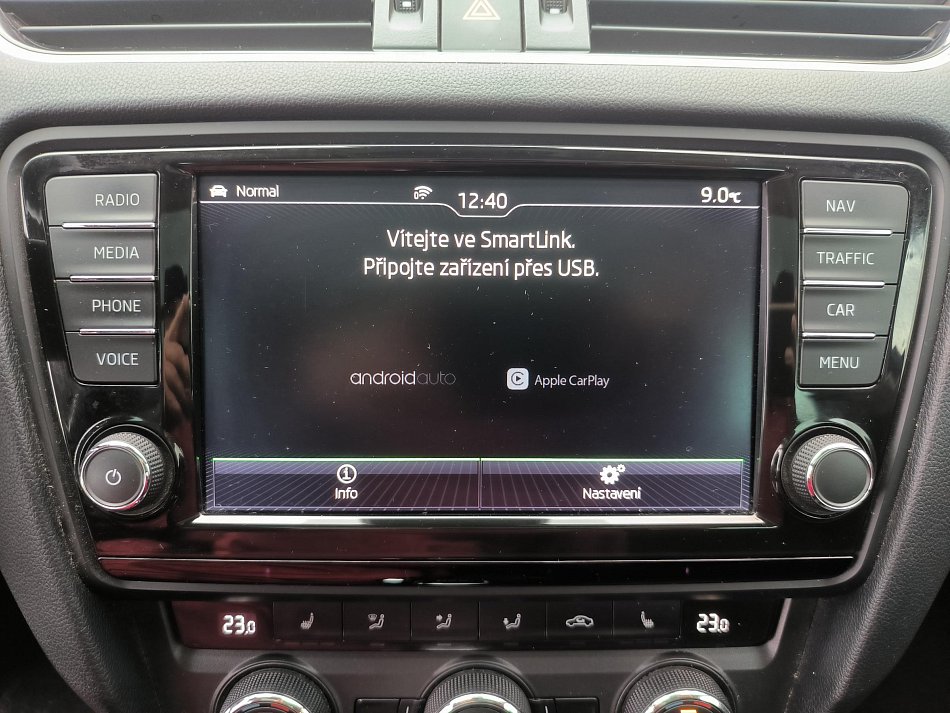 Normal
12:40
9.0°C
Vítejte ve SmartLink.
Připojte zařízení přes USB.
androidauto
Apple CarPlay
Info
Nastavení
RADIO
MEDIA
PHONE
VOICE
NAV
TRAFFIC
CAR
MENU
23.0
23.0